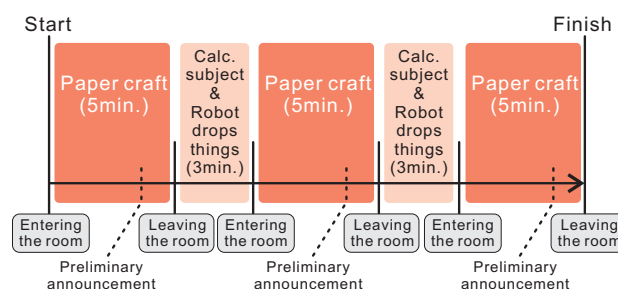 Start
Finish
Paper craft
(5min.)
Calc.
subject
&
Robot
drops
things
(3min.)
Paper craft
(5min.)
Calc.
subject
&
Robot
drops
things
(3min.)
Paper craft
(5min.)
Entering
the room
Leaving
the room
Entering
the room
Leaving
the room
Entering
the room
Leaving
the room
Preliminary
announcement
Preliminary
announcement
Preliminary
announcement